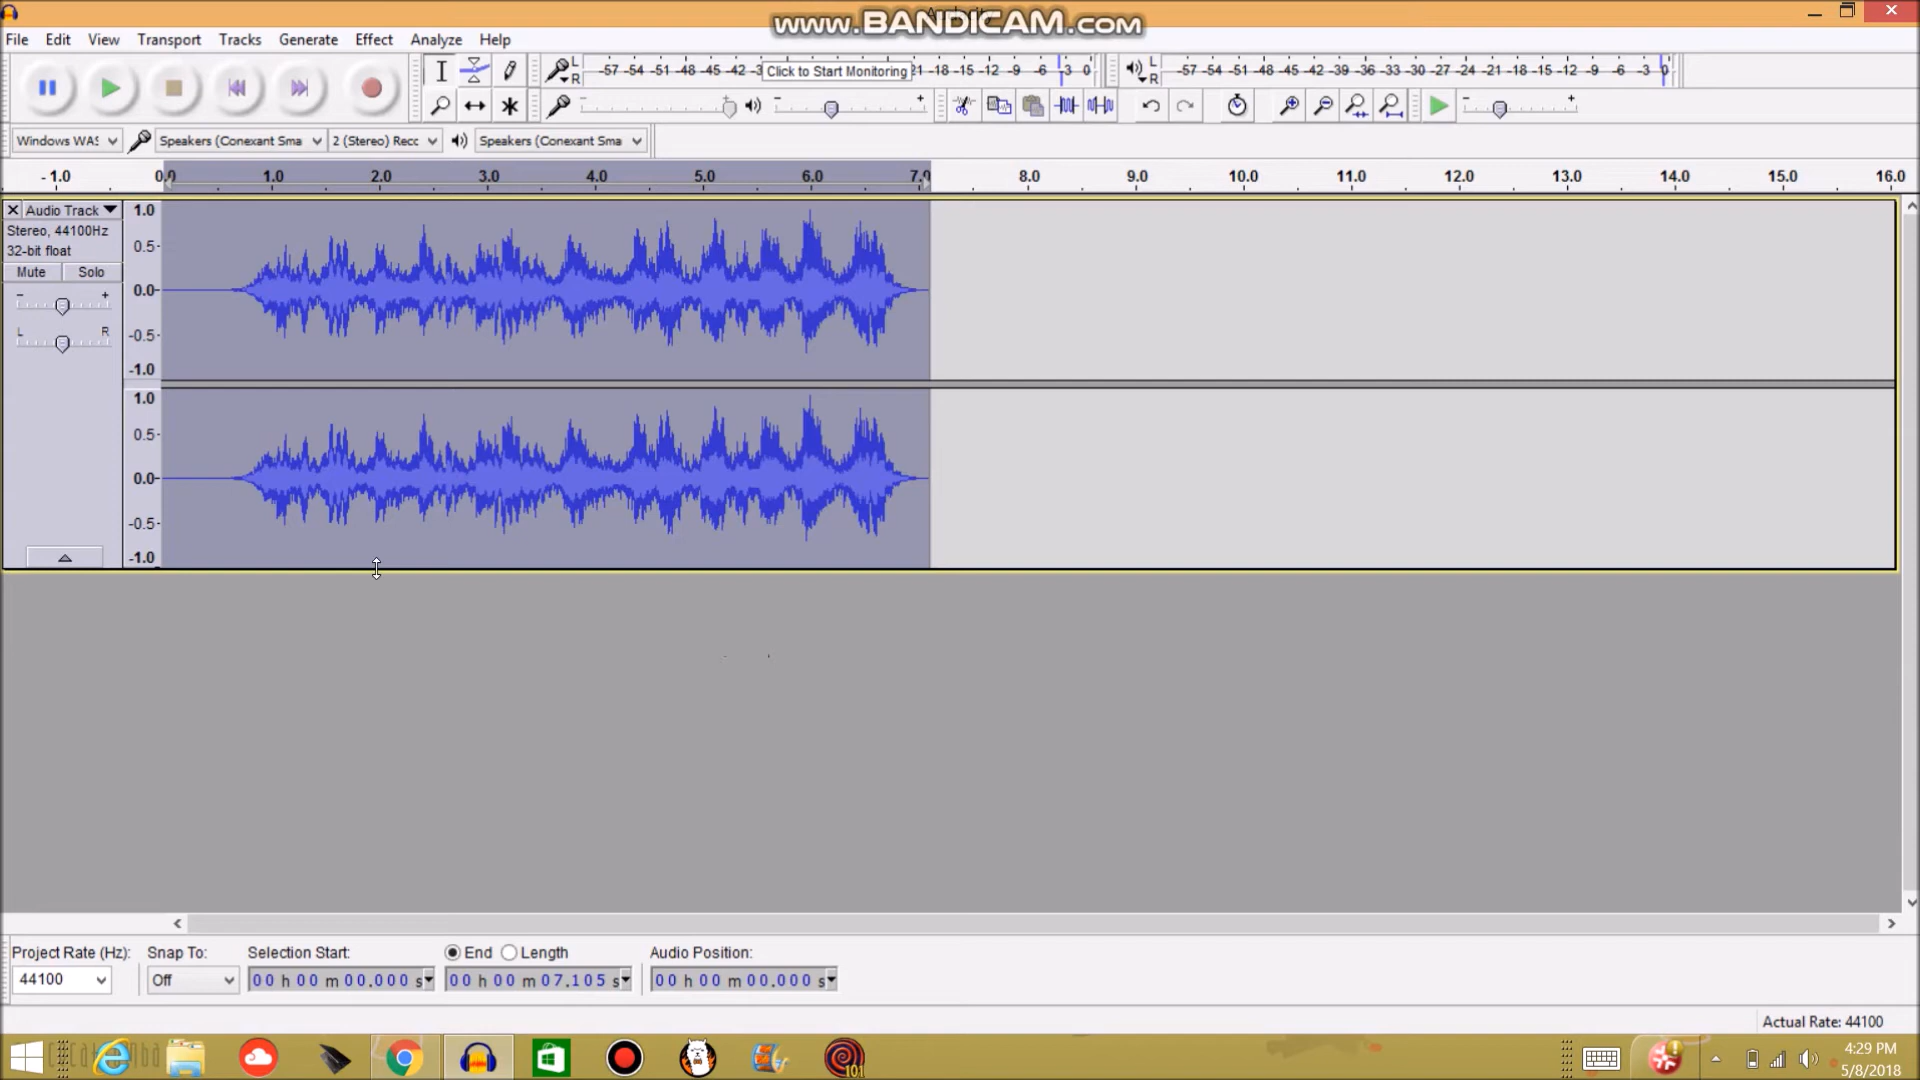 www.BANDICAM.com
File Edit View Transport Tracks Generate Effect Analyze Help
L R -57 -54 -51 -48 -45 -42 -3 Click to Start Monitoring 21 -18 -15 -12 -9 -6 -3 0
L R -57 -54 -51 -48 -45 -42 -39 -36 -33 -30 -27 -24 -21 -18 -15 -12 -9 -6 -3 0
- + - +
Windows WAS Speakers (Conexant Sma 2 (Stereo) Recc Speakers (Conexant Sma
- 1.0 0.0 1.0 2.0 3.0 4.0 5.0 6.0 7.0 8.0 9.0 10.0 11.0 12.0 13.0 14.0 15.0 16.0
X Audio Track
Stereo, 44100Hz
32-bit float
Mute Solo
- +
L R
1.0
0.5-
0.0-
-0.5-
-1.0
1.0
0.5-
0.0-
-0.5-
-1.0
Project Rate (Hz): Snap To: Selection Start: End Length Audio Position:
44100 Off 00 h 00 m 00.000 s 00 h 00 m 07.105 s 00 h 00 m 00.000 s
Actual Rate: 44100
101
4:29 PM
5/8/2018